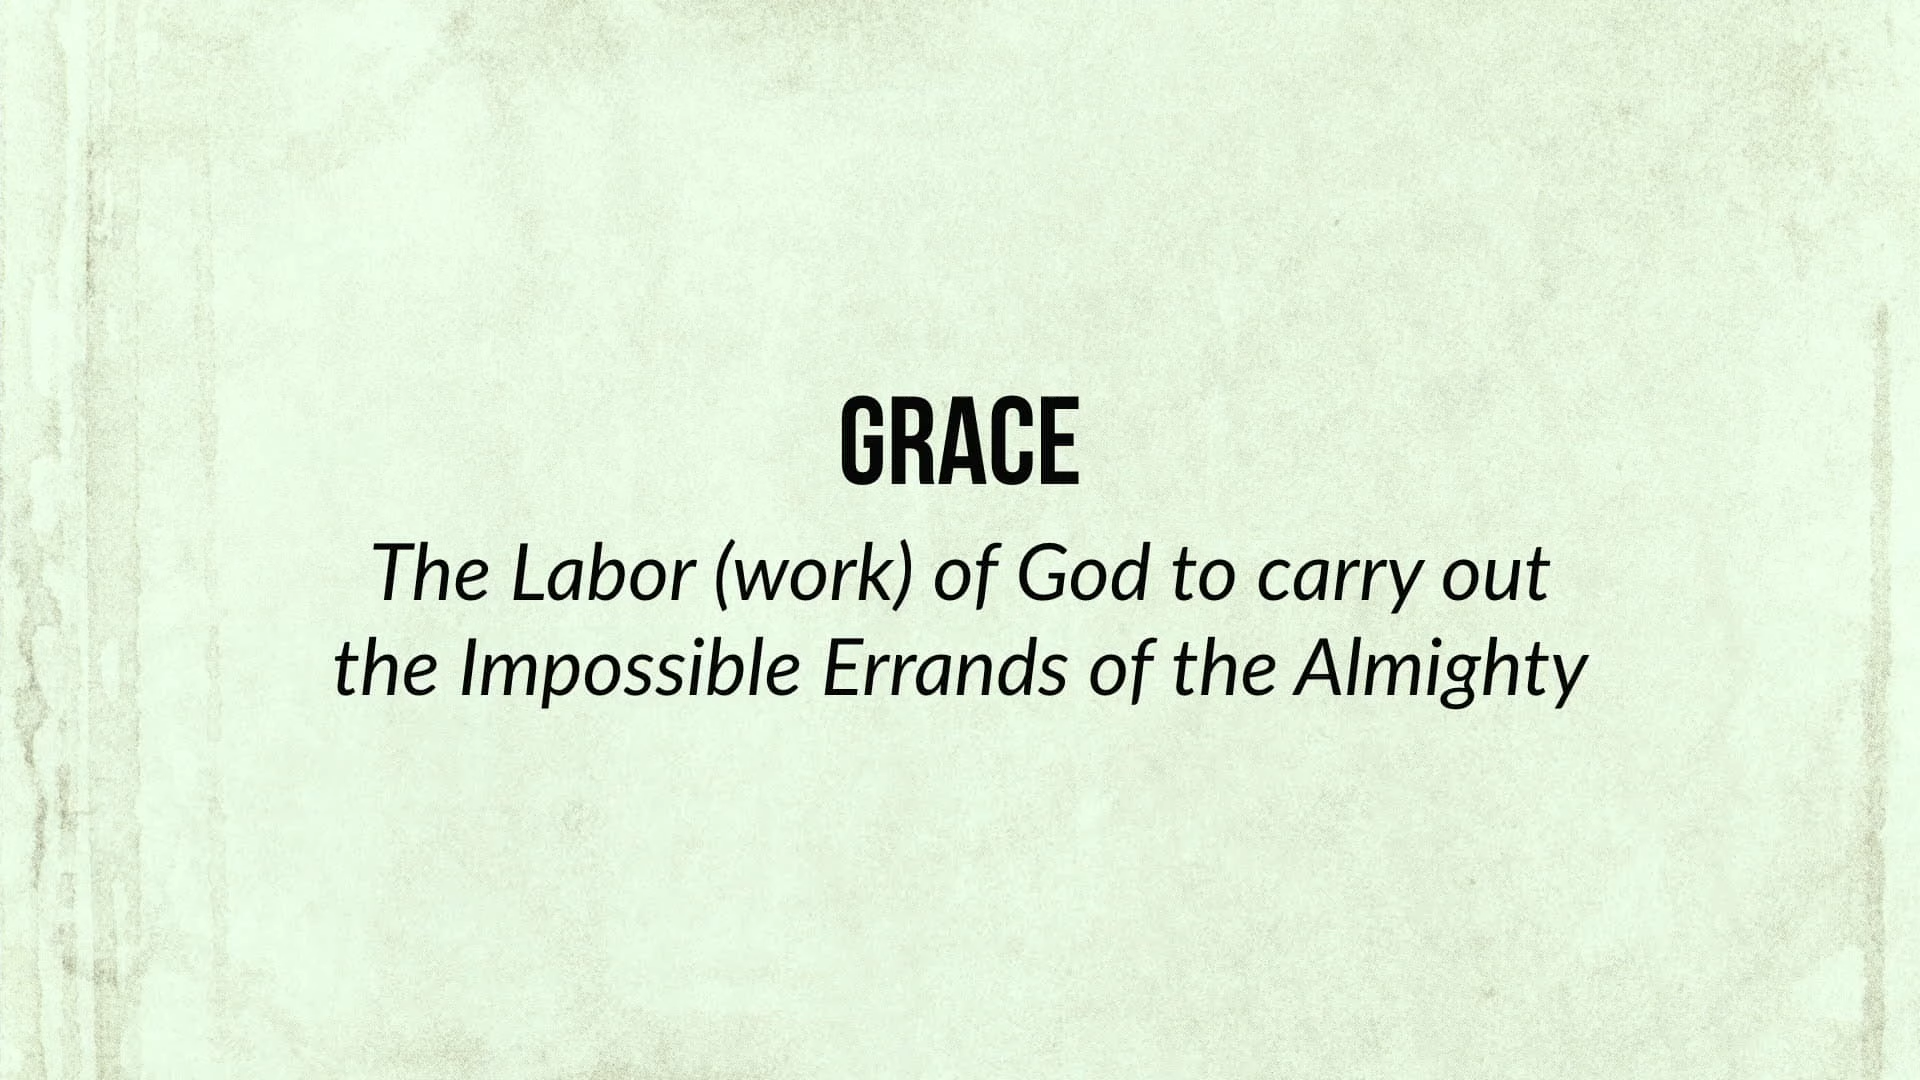 GRACE
The Labor (work) of God to carry out
the Impossible Errands of the Almighty